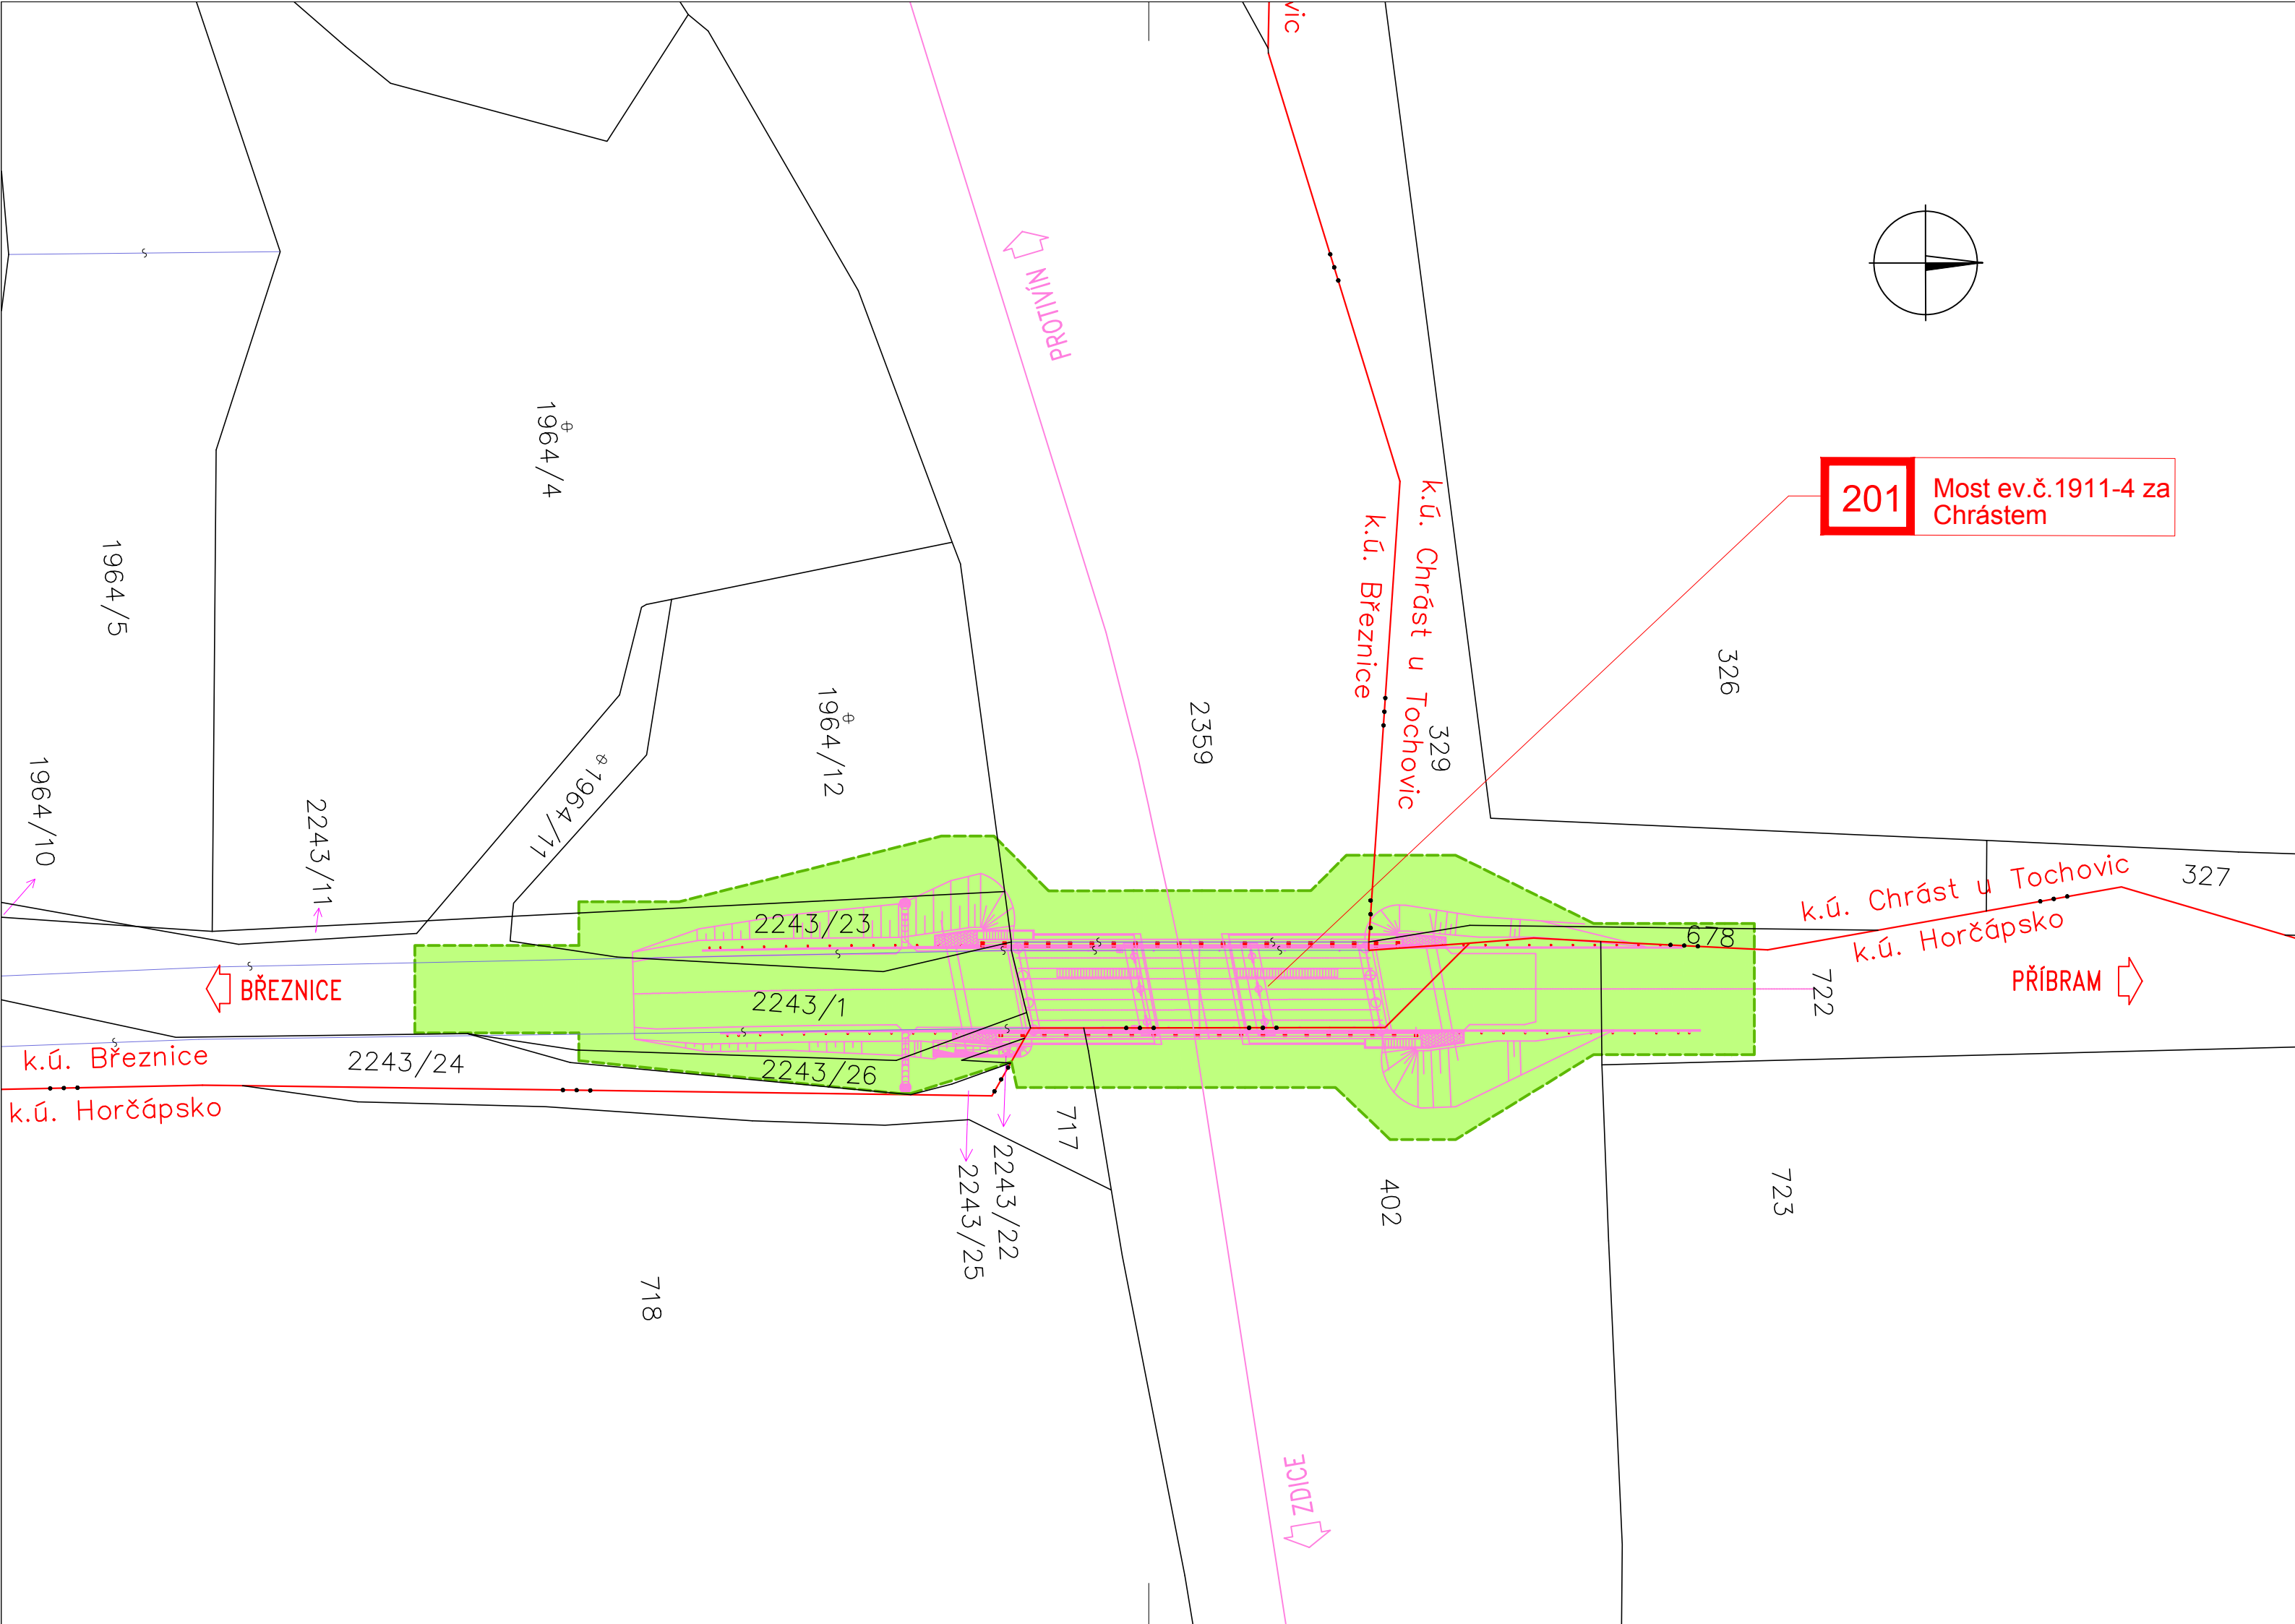 vic
PROTIVÍN
1964/4
1964/5
201
Most ev.č.1911-4 za
Chrástem
k.ú. Chrást u Tochovic
k.ú. Březnice
326
329
2359
1964/12
1964/11
1964/10
2243/11
327
k.ú. Chrást u Tochovic
k.ú. Horčápsko
678
722
PŘÍBRAM
2243/23
BŘEZNICE
2243/1
k.ú. Březnice
2243/24
2243/26
k.ú. Horčápsko
717
2243/22
2243/25
402
723
718
ZDICE